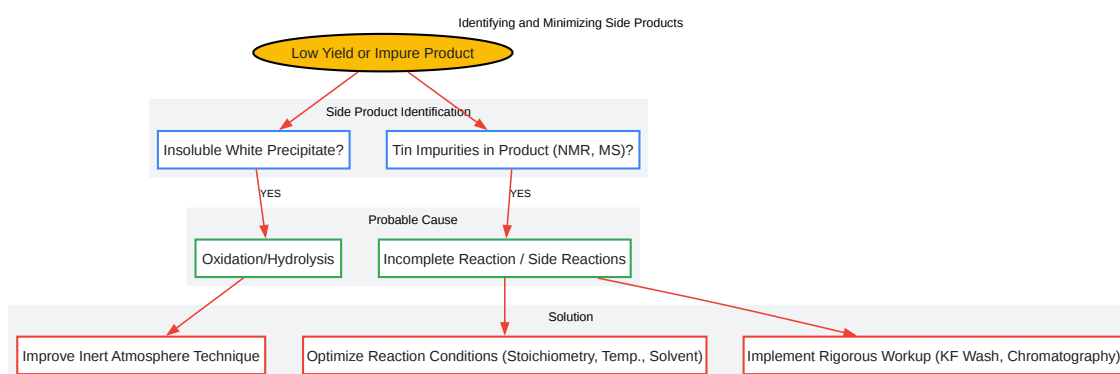 Identifying and Minimizing Side Products
Low Yield or Impure Product
Side Product Identification
Insoluble White Precipitate?
Tin Impurities in Product (NMR, MS)?
YES
YES
Probable Cause
Oxidation/Hydrolysis
Incomplete Reaction / Side Reactions
Solution
Improve Inert Atmosphere Technique
Optimize Reaction Conditions (Stoichiometry, Temp., Solvent)
Implement Rigorous Workup (KF Wash, Chromatography)